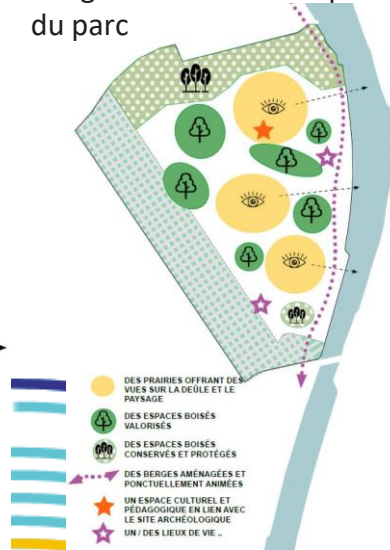 du parc
DES PRAIRIES OFFRANT DES
VUES SUR LA DEÛLE ET LE
PAYSAGE
DES ESPACES BOISÉS
VALORISÉS
DES ESPACES BOISÉS
CONSERVÉS ET PROTÉGÉS
DES BERGES AMÉNAGÉES ET
PONCTUELLEMENT ANIMÉES
UN ESPACE CULTUREL ET
PÉDAGOGIQUE EN LIEN AVEC
LE SITE ARCHÉOLOGIQUE
UN / DES LIEUX DE VIE ..